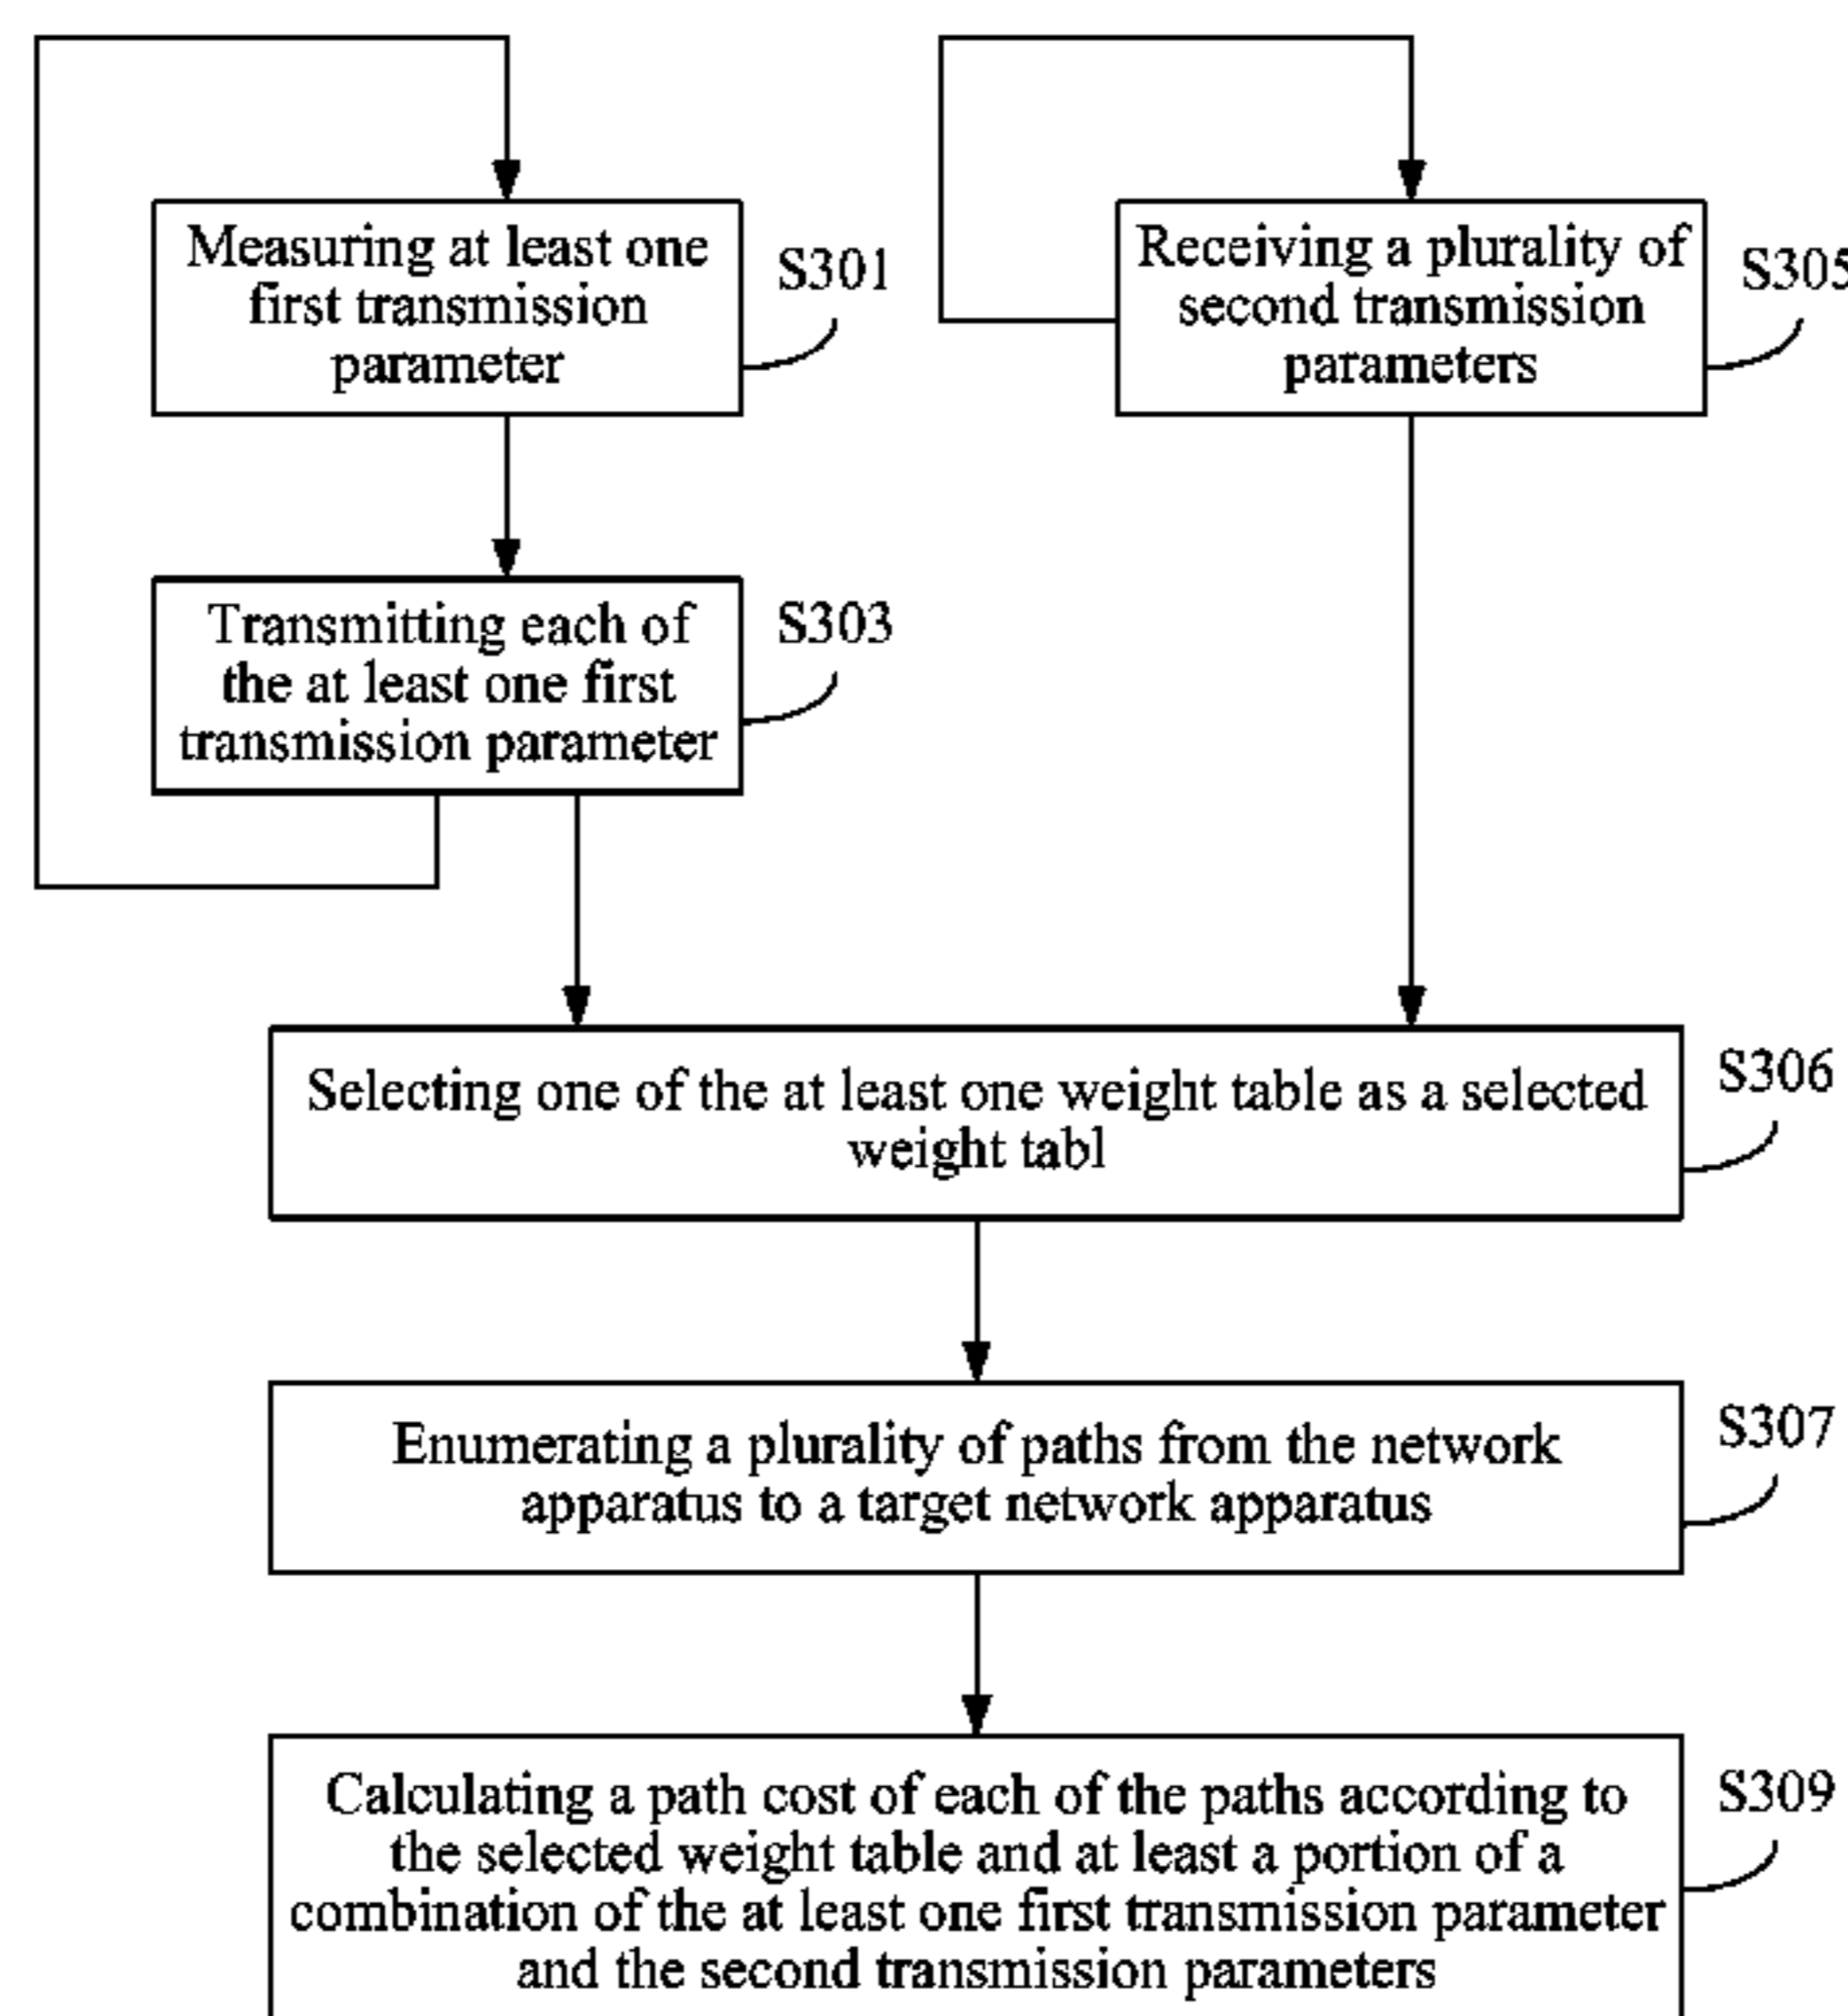 Measuring at least one
first transmission
parameter
S301
Receiving a plurality of
second transmission
parameters
S305
Transmitting each of
the at least one first
transmission parameter
S303
Selecting one of the at least one weight table as a selected
weight tabl
S306
Enumerating a plurality of paths from the network
apparatus to a target network apparatus
S307
Calculating a path cost of each of the paths according to
the selected weight table and at least a portion of a
combination of the at least one first transmission parameter
and the second transmission parameters
S309